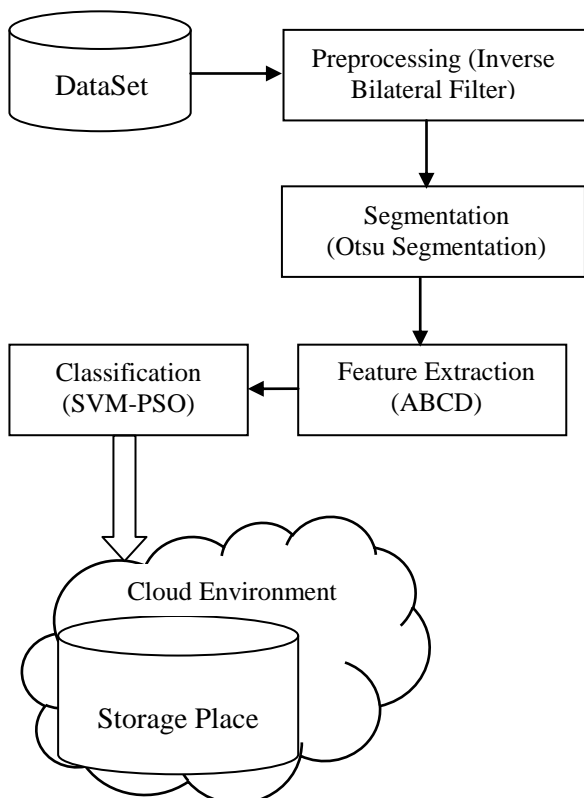 DataSet
Preprocessing (Inverse
Bilateral Filter)
Segmentation
(Otsu Segmentation)
Feature Extraction
(ABCD)
Classification
(SVM-PSO)
Cloud Environment
Storage Place